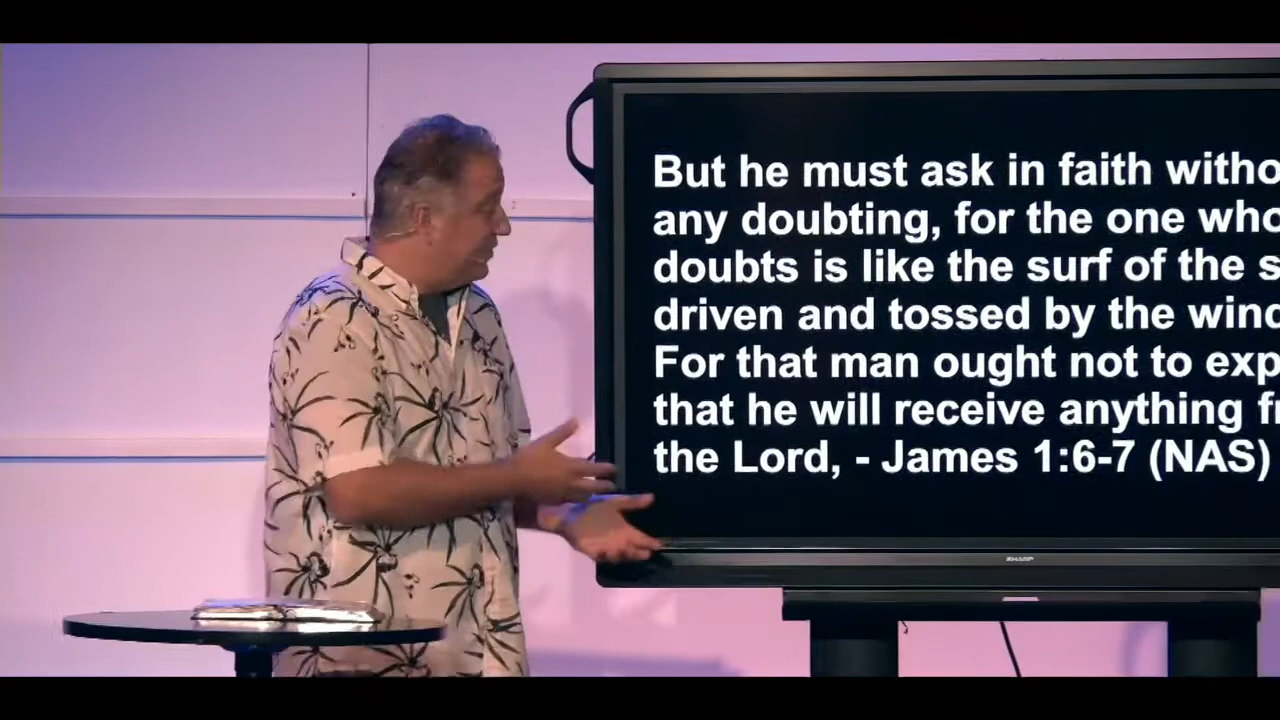 But he must ask in faith witho
any doubting, for the one who
doubts is like the surf of the s
driven and tossed by the wind
For that man ought not to exp
that he will receive anything fr
the Lord, - James 1:6-7 (NAS)
SHARP